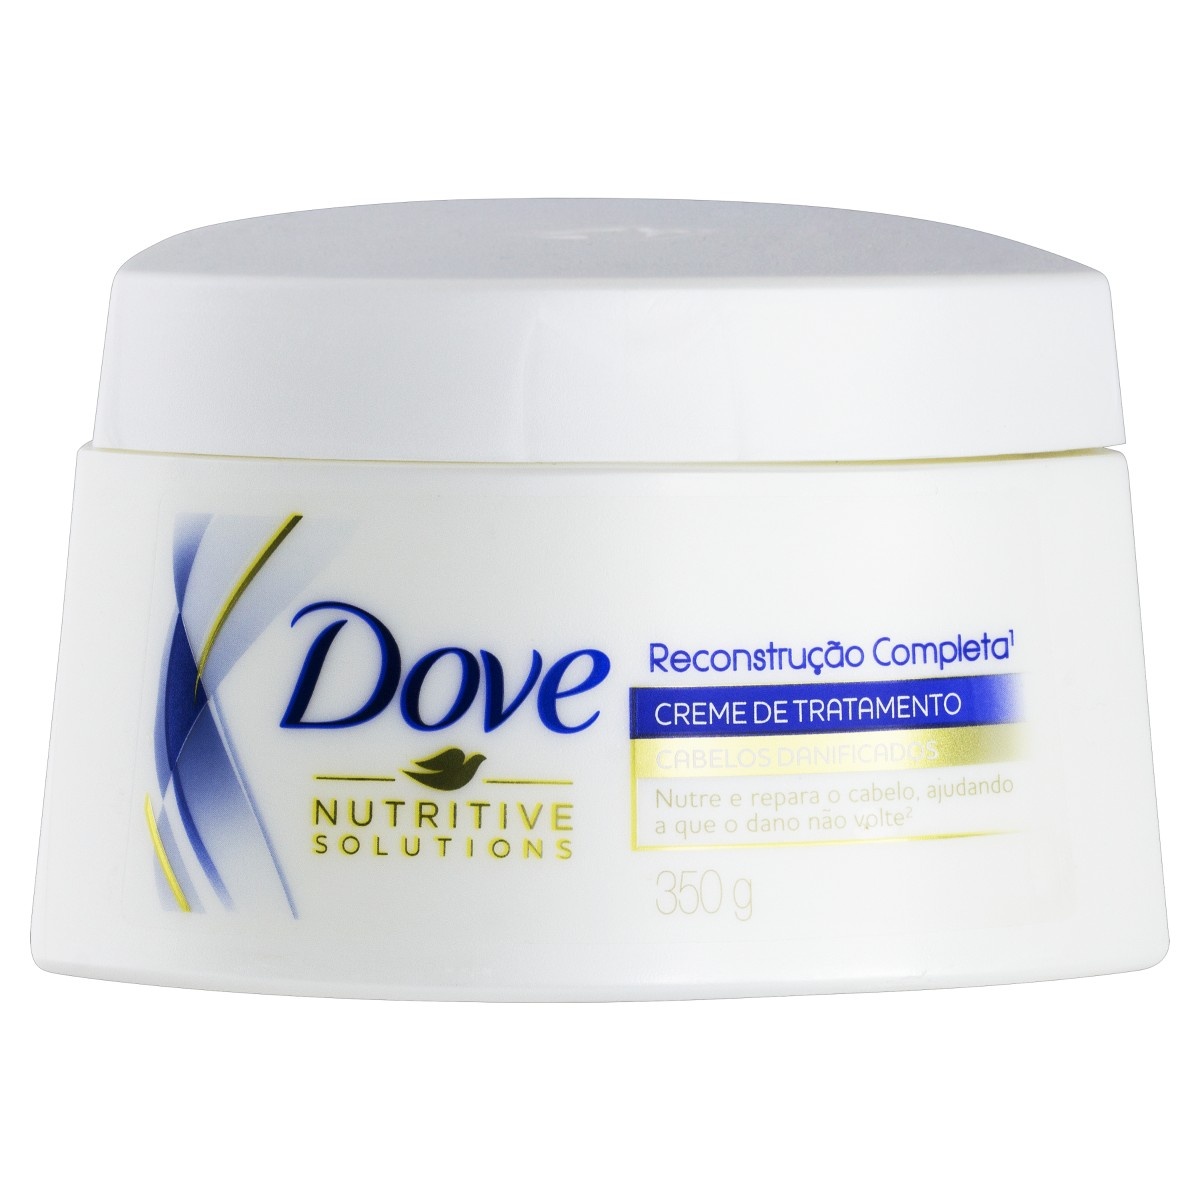 Dove
NUTRITIVE
SOLUTIONS
Reconstrução Completa¹
CREME DE TRATAMENTO
CABELOS DANIFICADOS
Nutre e repara o cabelo, ajudando
a que o dano não volte²
350 g